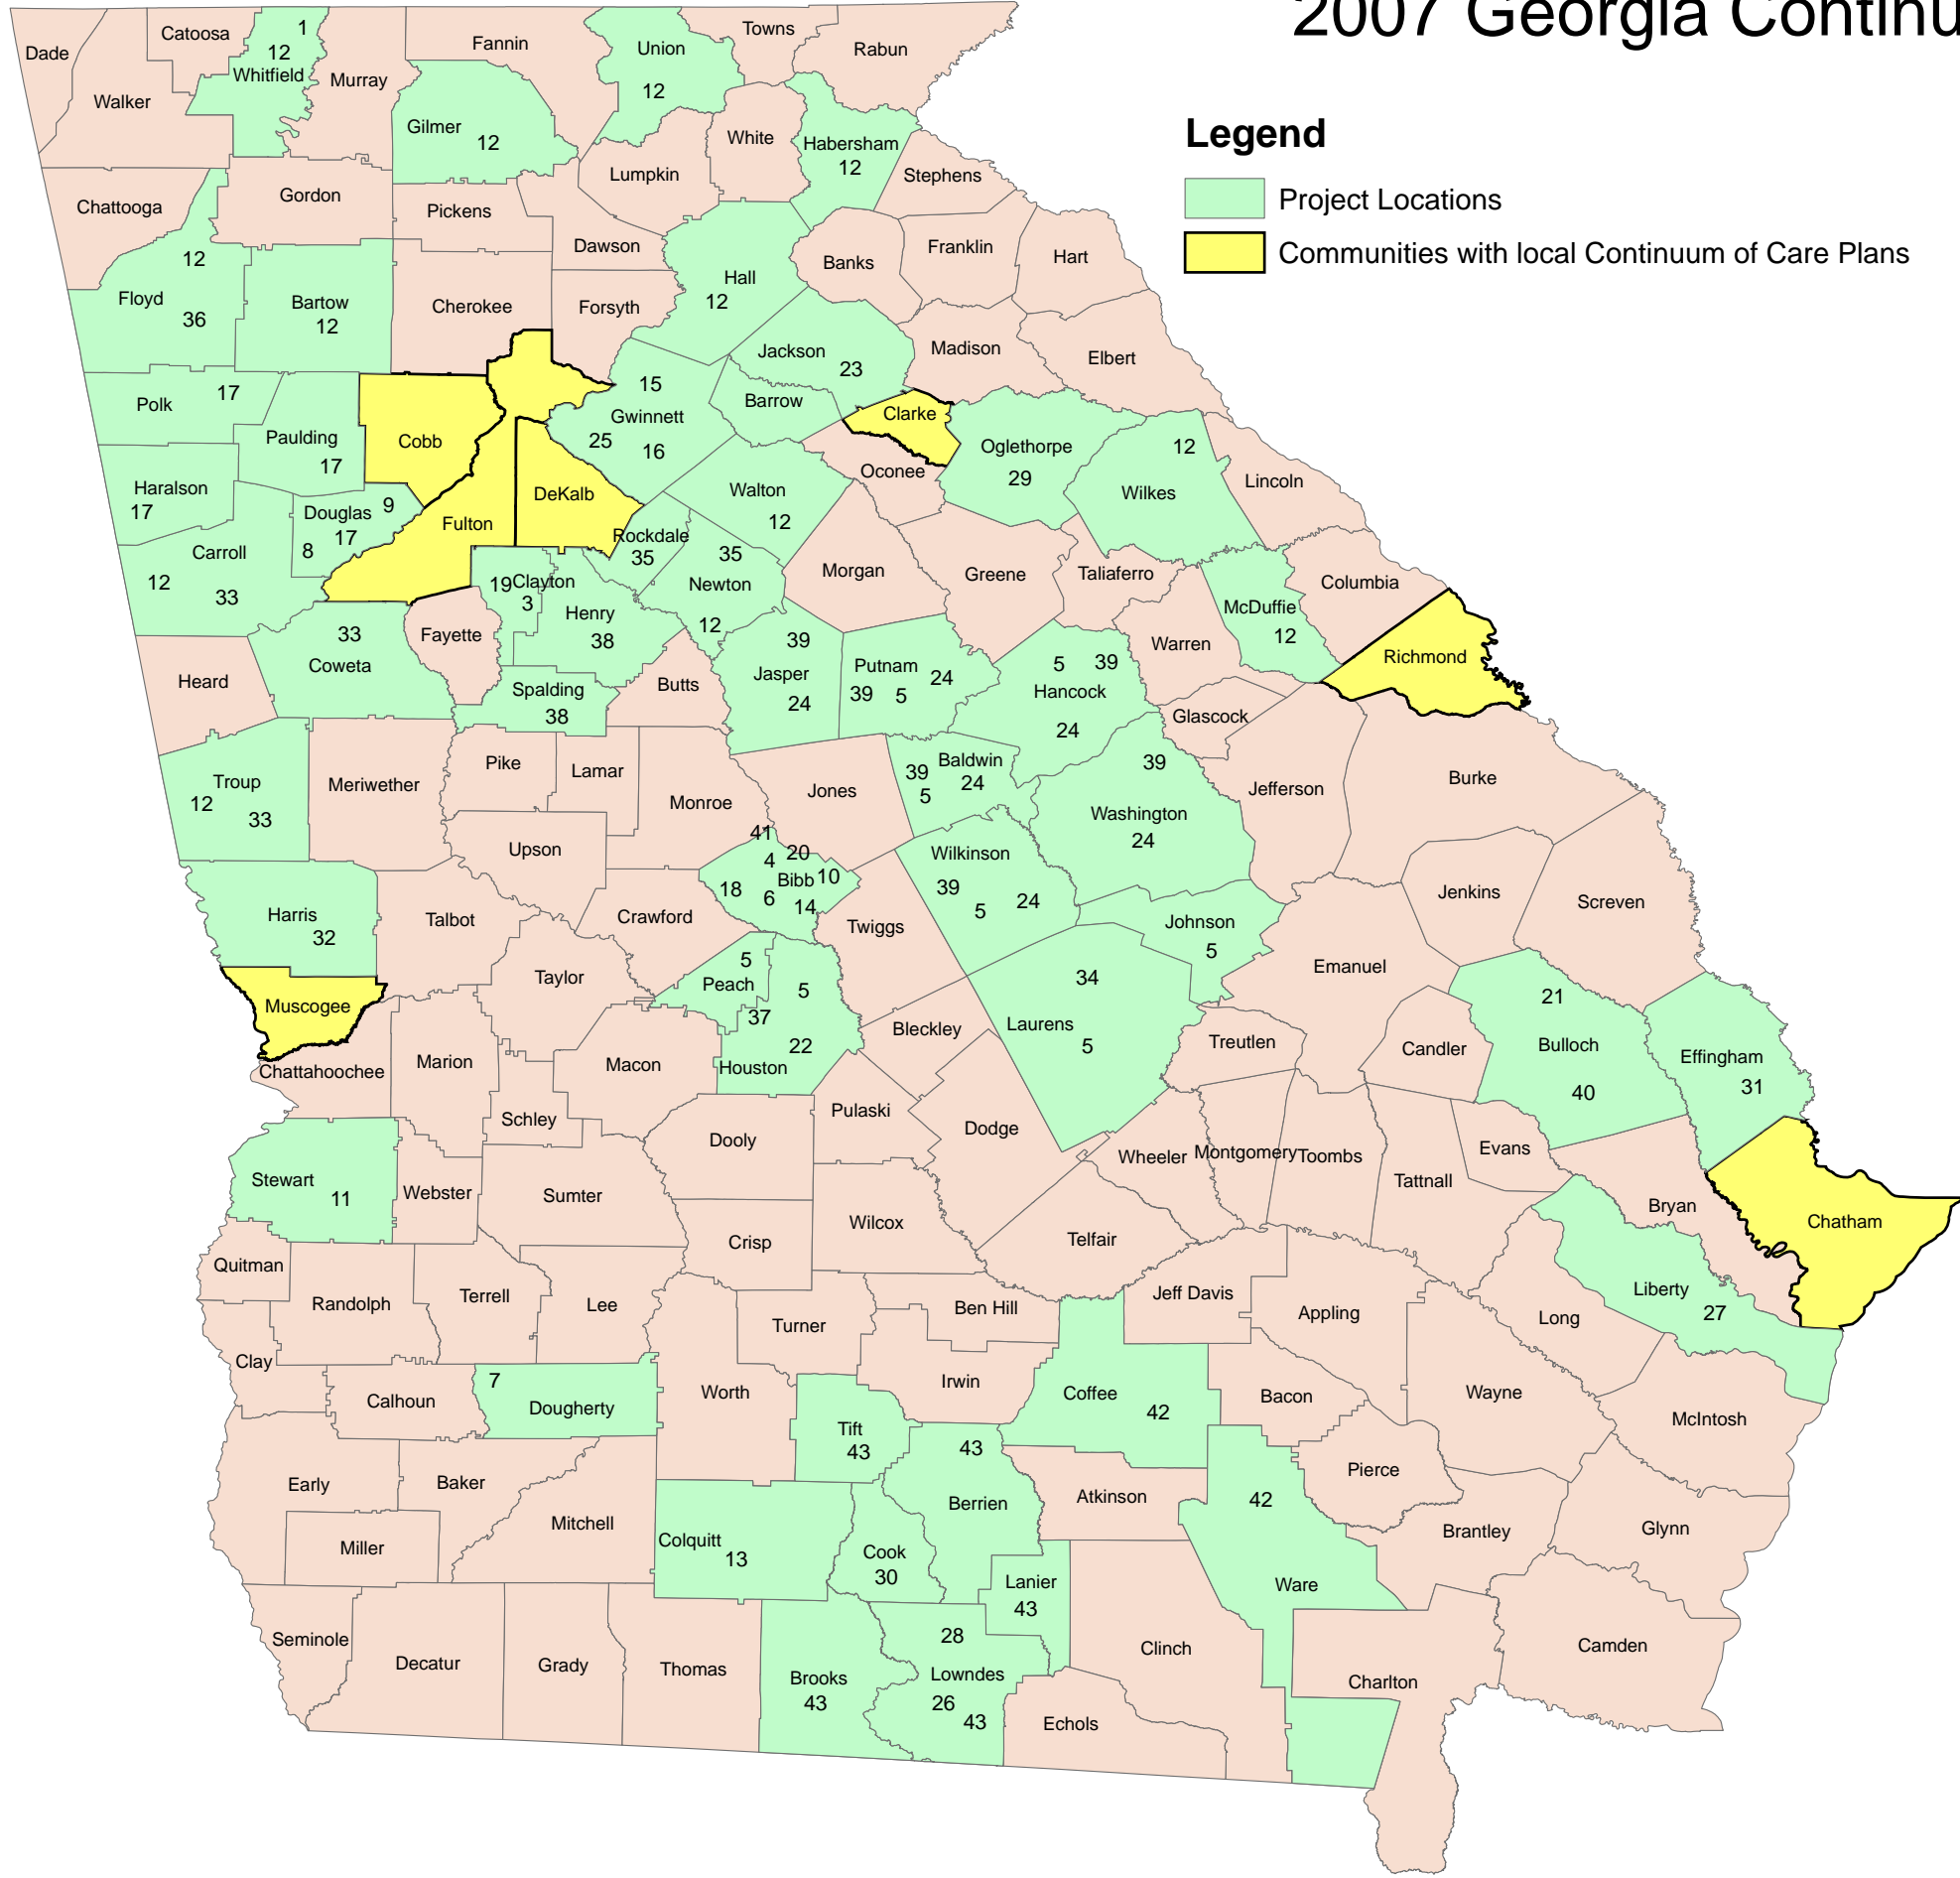 2007 Georgia Continu
Legend
Project Locations
Communities with local Continuum of Care Plans
Dade
Catoosa
1
12
Whitfield
Walker
Murray
Fannin
Union
12
Towns
Rabun
Gilmer 12
White
Habersham
12
Lumpkin
Stephens
Chattooga
Gordon
Pickens
Dawson
Banks
Franklin
Hart
12
Floyd
36
Bartow
12
Cherokee
Forsyth
Hall
12
Jackson
23
Madison
Elbert
Polk 17
Paulding
17
Cobb
15
Gwinnett
25 16
Barrow
Clarke
Oconee
Oglethorpe
29
12
Wilkes
Lincoln
Haralson
17
Douglas 9
17
8
Fulton
DeKalb
Rockdale
35
Walton
12
Carroll
12
33
19 Clayton
3
Henry
38
35
Newton
12
Morgan
Greene
Taliaferro
Columbia
McDuffie
12
Richmond
Warren
Heard
33
Coweta
Fayette
Spalding
38
Butts
39
Jasper
24
Putnam 24
39 5
5 39
Hancock
24
Glascock
Troup
12
33
Meriwether
Pike
Lamar
Monroe
Jones
39 Baldwin
5 24
39
Washington
24
Jefferson
Burke
Upson
41
4 20
Bibb 10
18 6
14
Wilkinson
39 24
5
Jenkins
Screven
Harris
32
Talbot
Crawford
Twiggs
Johnson
5
Taylor
5
Peach
37
5
22
Houston
34
Laurens
5
Emanuel
21
Bulloch
40
Effingham
31
Muscogee
Chattahoochee
Marion
Macon
Bleckley
Treutlen
Candler
Schley
Pulaski
Dooly
Dodge
Wheeler
Montgomery
Toombs
Tattnall
Evans
Bryan
Chatham
Stewart
11
Webster
Sumter
Crisp
Wilcox
Telfair
Quitman
Randolph
Terrell
Lee
Turner
Ben Hill
Jeff Davis
Appling
Long
Liberty
27
Clay
Calhoun
7
Dougherty
Worth
Irwin
Coffee
42
Bacon
Wayne
McIntosh
Tift
43
43
Berrien
Early
Baker
Mitchell
Atkinson
42
Ware
Pierce
Brantley
Glynn
Miller
Colquitt
13
Cook
30
Lanier
43
Seminole
Decatur
Grady
Thomas
Brooks
43
28
Lowndes
26
43
Echols
Clinch
Charlton
Camden